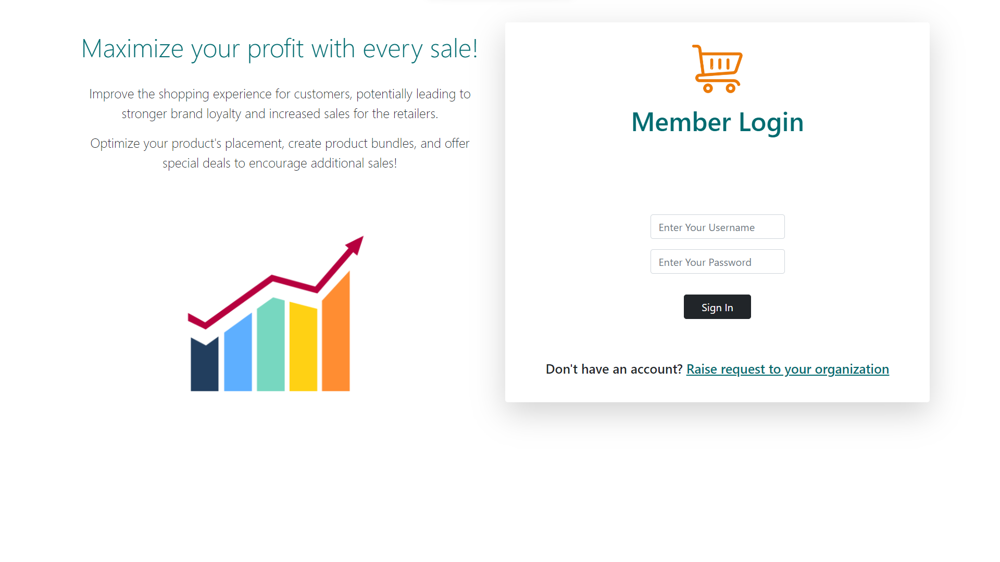 Maximize your profit with every sale!
Improve the shopping experience for customers, potentially leading to
stronger brand loyalty and increased sales for the retailers.
Optimize your product's placement, create product bundles, and offer
special deals to encourage additional sales!
Member Login
Enter Your Username
Enter Your Password
Sign In
Don't have an account? Raise request to your organization